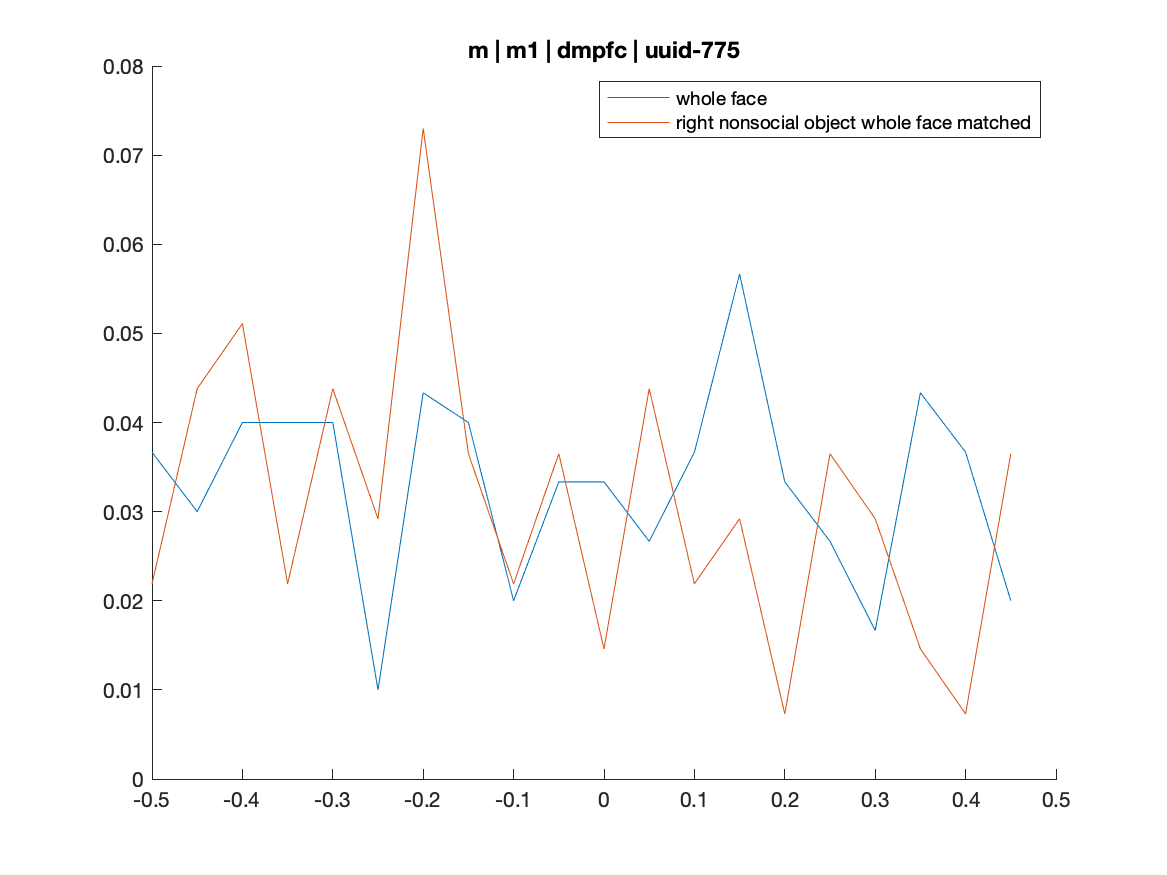 m | m1 | dmpfc | uuid-775
whole face
right nonsocial object whole face matched
0.08
0.07
0.06
0.05
0.04
0.03
0.02
0.01
0
-0.5 -0.4 -0.3 -0.2 -0.1 0 0.1 0.2 0.3 0.4 0.5